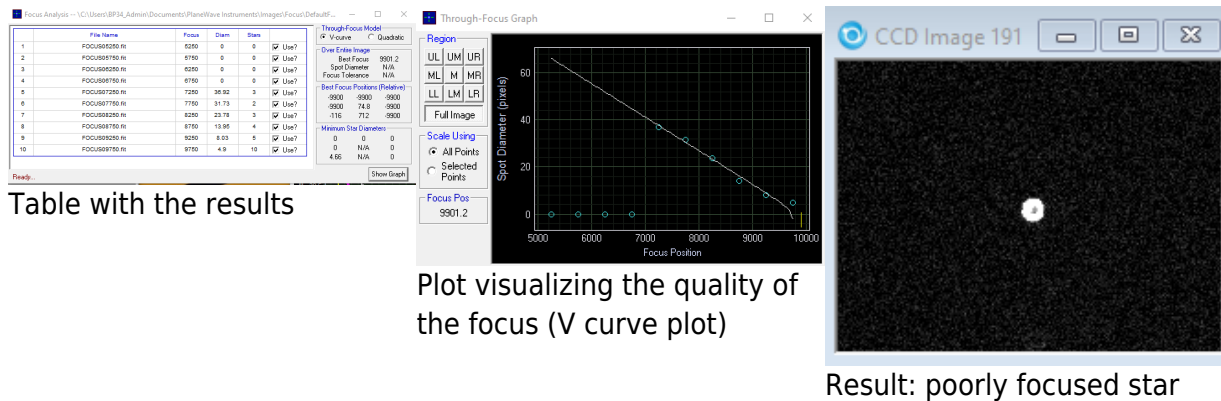 Focus Analysis -- \\C:\Users\BP34_Admin\Documents\PlaneWave Instruments\Images\Focus\DefaultF...
File Name Focus Diam Stars
1 FOCUS05250.fit 5250 0 0 Use?
2 FOCUS05750.fit 5750 0 0 Use?
3 FOCUS06250.fit 6250 0 0 Use?
4 FOCUS06750.fit 6750 0 0 Use?
5 FOCUS07250.fit 7250 36.92 3 Use?
6 FOCUS07750.fit 7750 31.73 2 Use?
7 FOCUS08250.fit 8250 23.78 3 Use?
8 FOCUS08750.fit 8750 13.95 4 Use?
9 FOCUS09250.fit 9250 8.03 5 Use?
10 FOCUS09750.fit 9750 4.9 10 Use?
Ready...
Through-Focus Model
V-curve Quadratic
Over Entire Image
Best Focus 9901.2
Spot Diameter N/A
Focus Tolerance N/A
Best Focus Positions (Relative)
-9900 -9900 -9900
-9900 74.8 -9900
-116 712 -9900
Minimum Star Diameters
0 0 0
0 N/A 0
4.66 N/A 0
Show Graph
Table with the results
Through-Focus Graph
Region
UL UM UR
ML M MR
LL LM LR
Full Image
Scale Using
All Points
Selected
Points
Focus Pos
9901.2
Spot Diameter (pixels)
60
40
20
0
5000 6000 7000 8000 9000 10000
Focus Position
Plot visualizing the quality of
the focus (V curve plot)
CCD Image 191
Result: poorly focused star